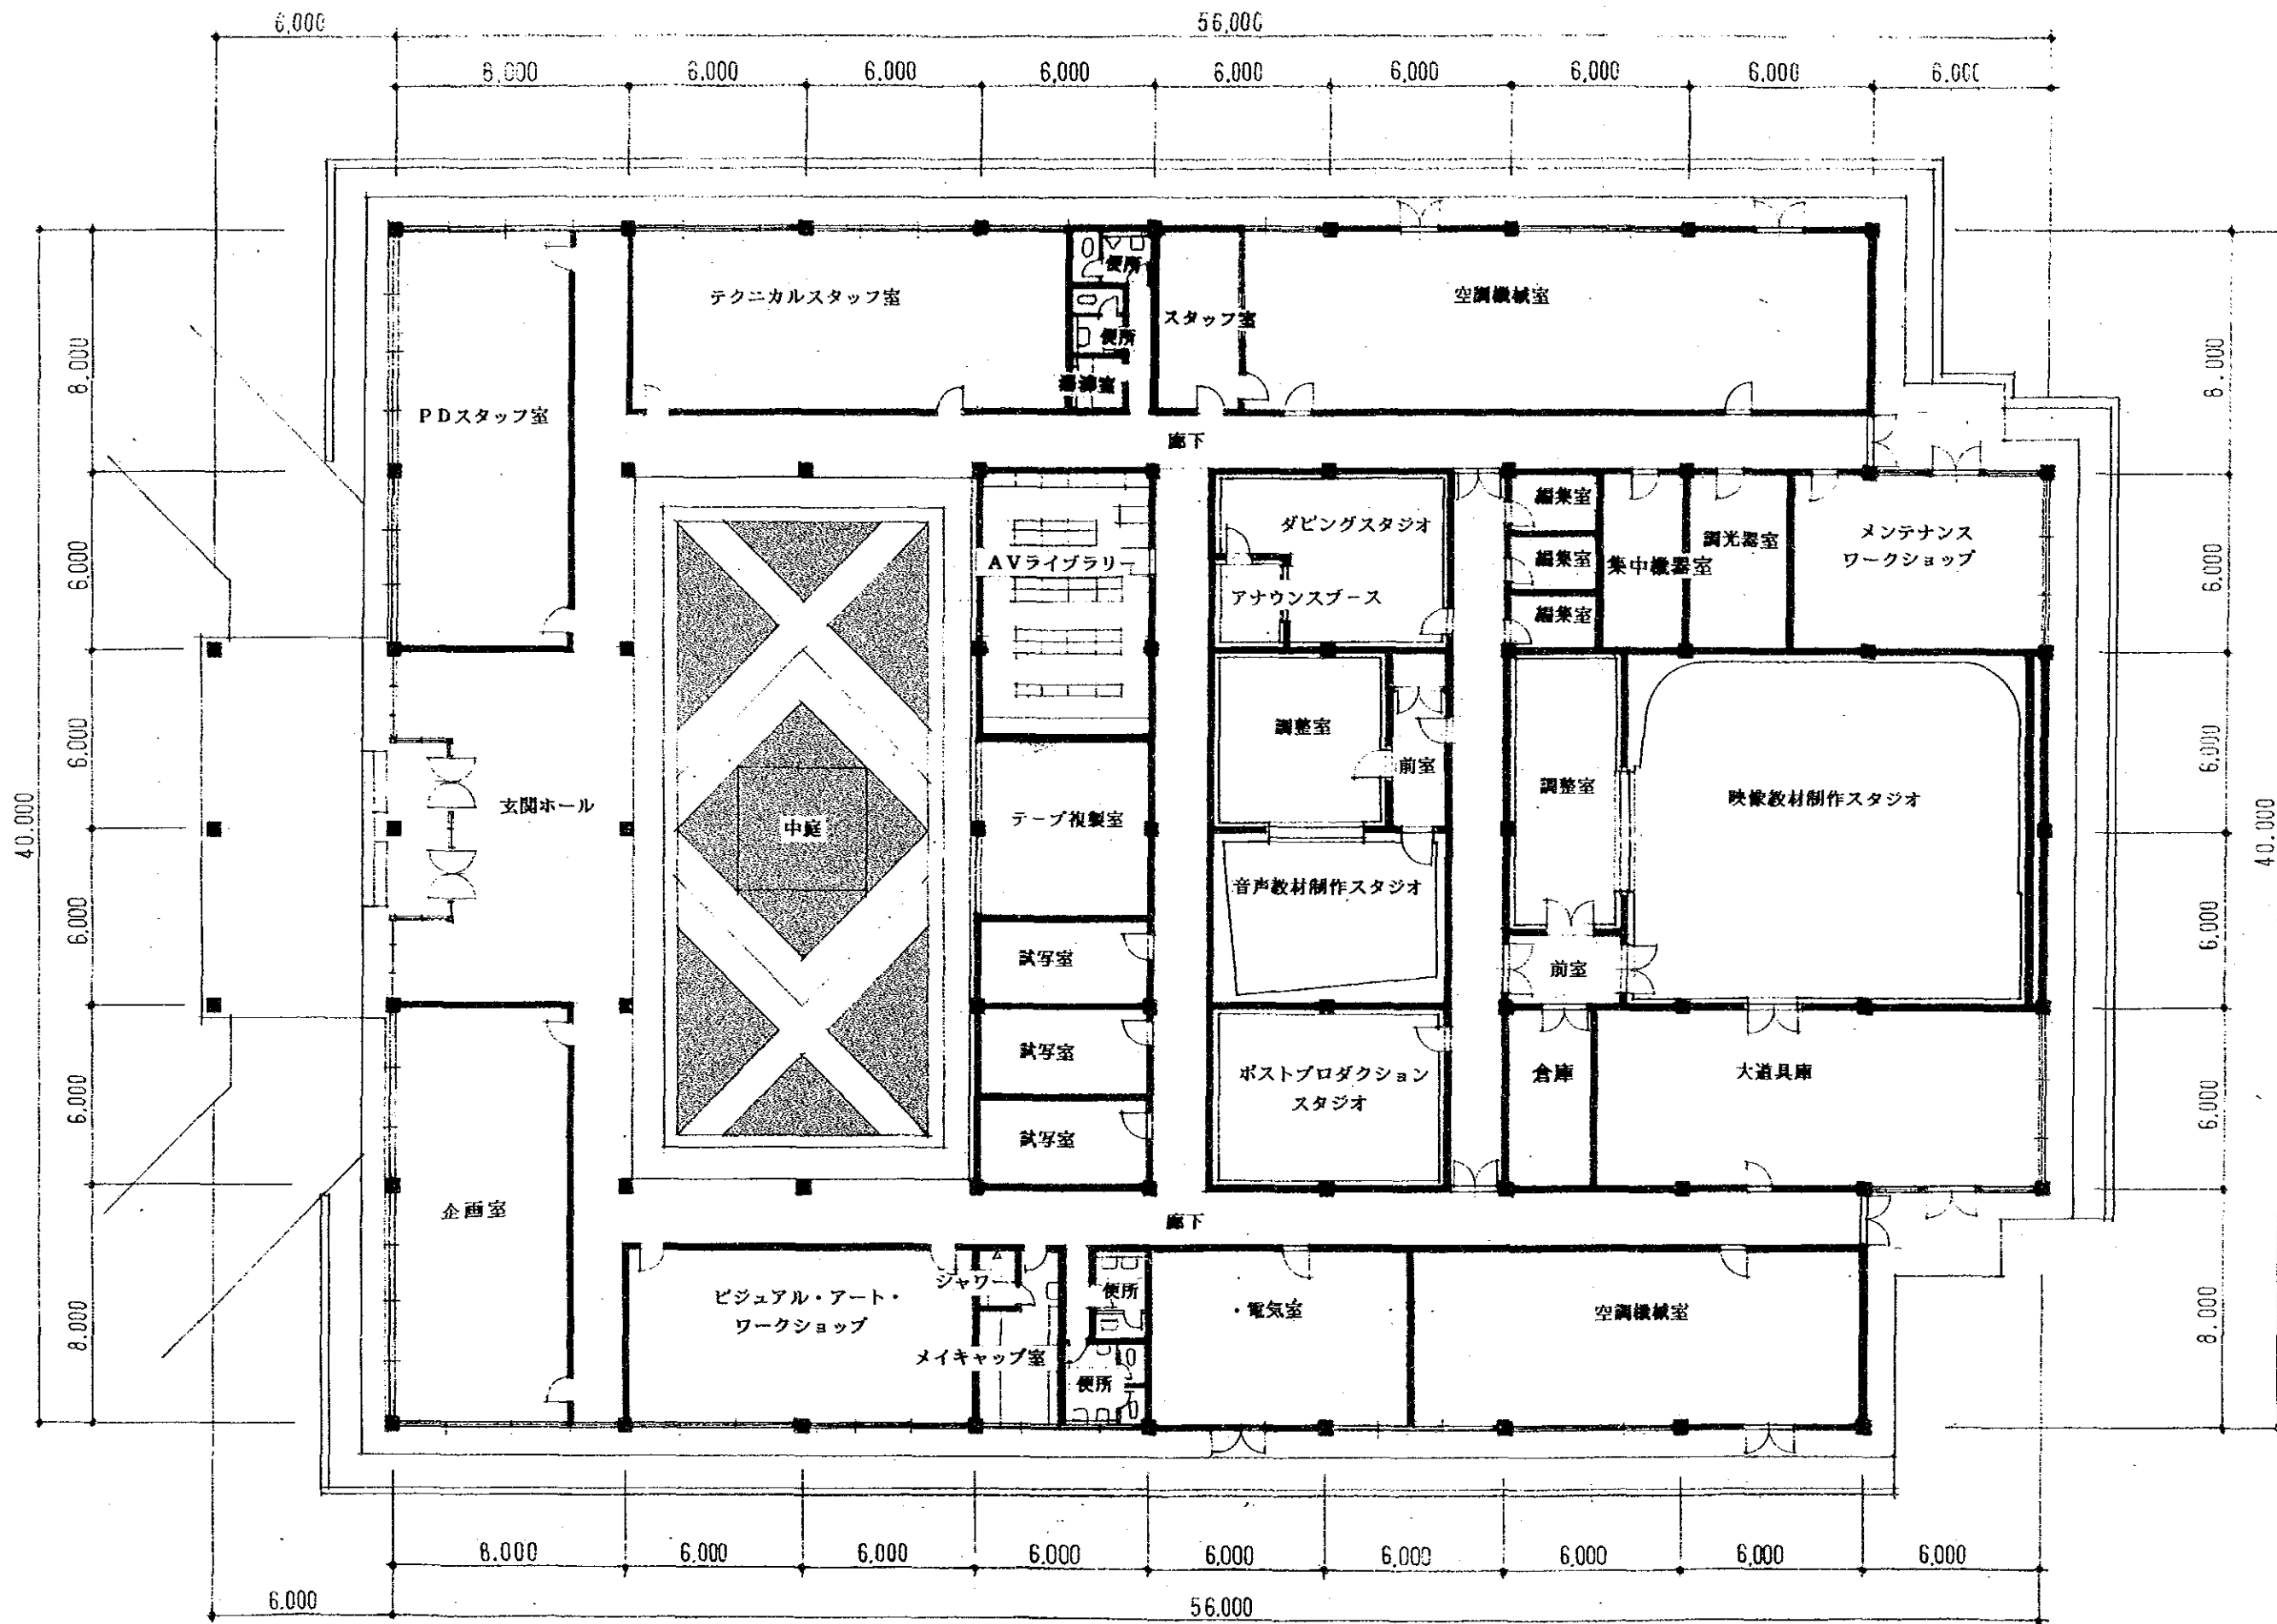 6,000
56,000
8,000
6,000
6,000
6,000
6,000
6,000
6,000
6,000
6,000
便所
テクニカルスタッフ室
空調機械室
スタッフ室
便所
湯沸室
PDスタッフ室
廊下
8,000
8,000
編集室
ダビングスタジオ
メンテナンス
ワークショップ
調光器室
AVライブラリー
編集室
集中機器室
6,000
6,000
アナウンスブース
編集室
調整室
前室
調整室
6,000
6,000
玄関ホール
映像教材制作スタジオ
テープ複製室
中庭
40.000
40.000
音声教材制作スタジオ
6,000
6,000
試写室
前室
試写室
ポストプロダクション
スタジオ
倉庫
大道具庫
6,000
6,000
試写室
企画室
廊下
シャワー
便所
ビジュアル・アート・
ワークショップ
・電気室
空調機械室
8,000
8,000
メイキャップ室
便所
8.000
6,000
6,000
6,000
6,000
6,000
6,000
6,000
6,000
6.000
56.000